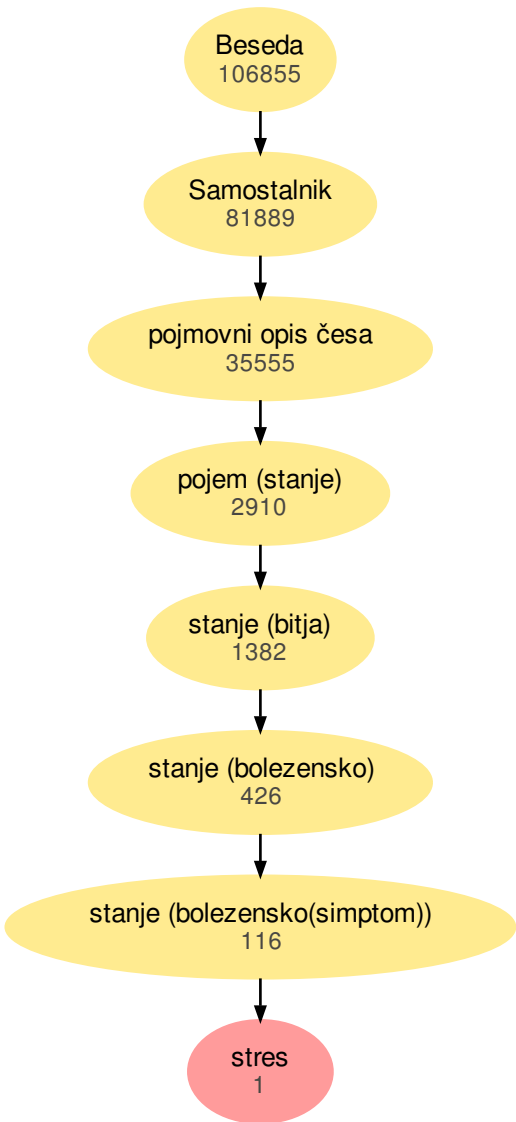 Beseda
106855
Samostalnik
81889
pojmovni opis česa
35555
pojem (stanje)
2910
stanje (bitja)
1382
stanje (bolezensko)
426
stanje (bolezensko(simptom))
116
stres
1